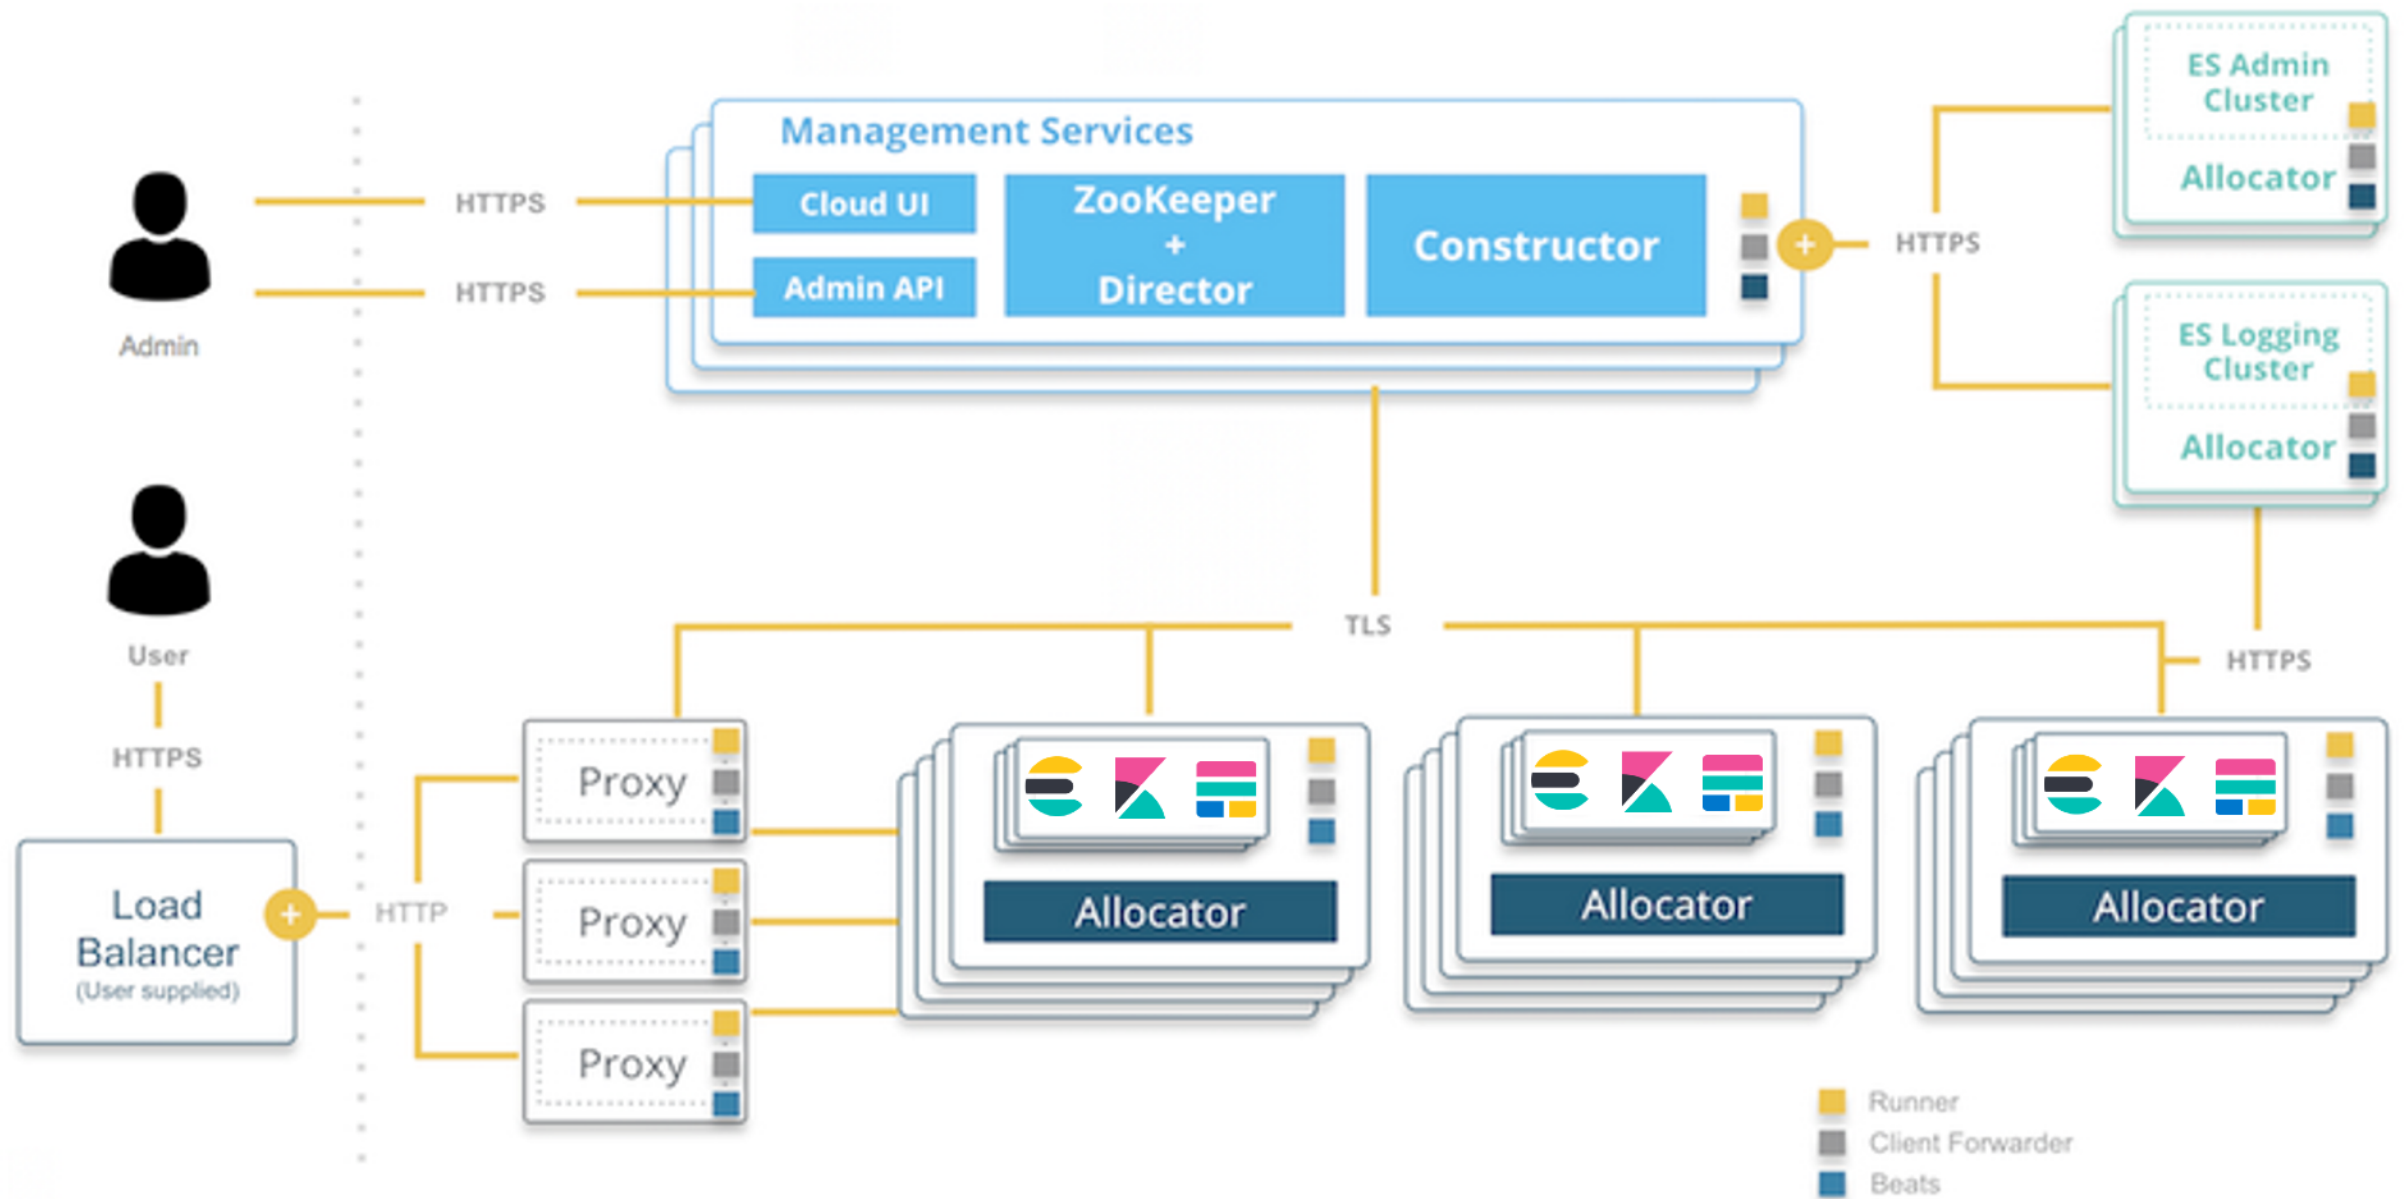 Management Services
Cloud UI
Admin API
ZooKeeper
+
Director
Constructor
+
HTTPS
HTTPS
HTTPS
Admin
ES Admin
Cluster
Allocator
ES Logging
Cluster
Allocator
User
HTTPS
TLS
HTTPS
Load
Balancer
(User supplied)
+
HTTP
Proxy
Proxy
Proxy
Allocator
Allocator
Allocator
Runner
Client Forwarder
Beats